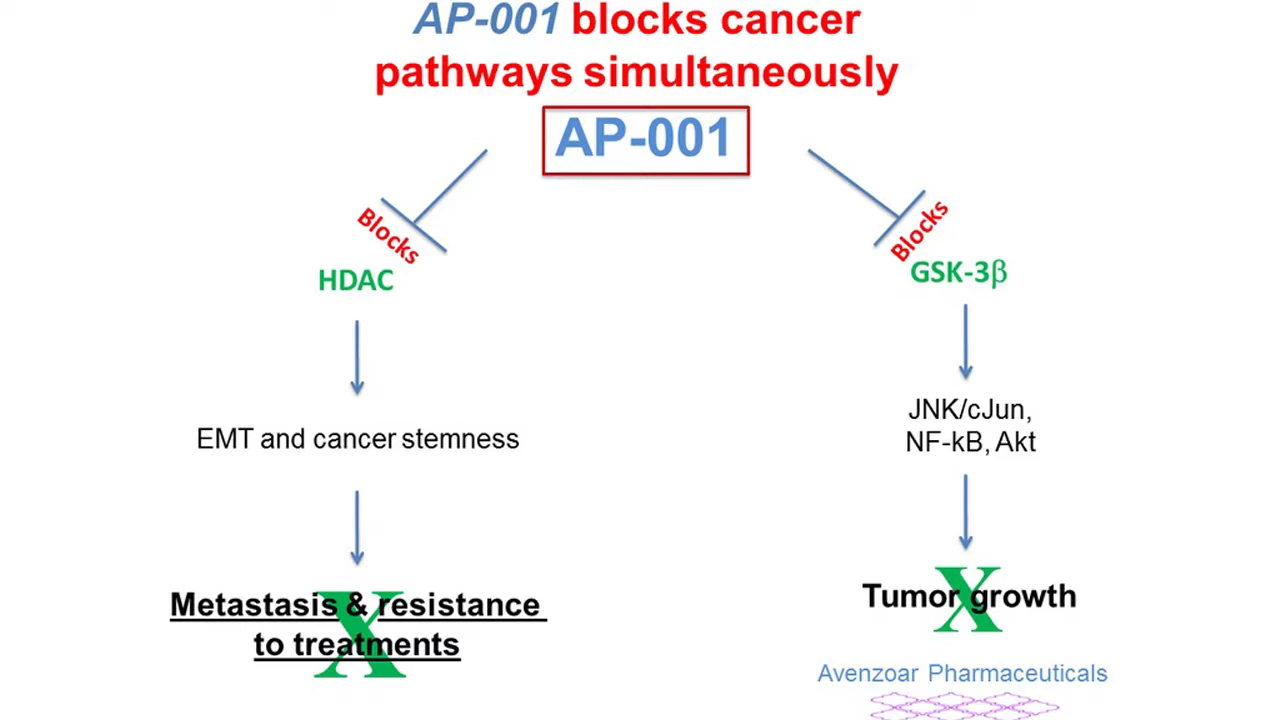 AP-001 blocks cancer
pathways simultaneously
AP-001
Blocks
HDAC
EMT and cancer stemness
Metastasis & resistance
to treatments
X
Blocks
GSK-3β
JNK/cJun,
NF-kB, Akt
Tumor growth
X
Avenzoar Pharmaceuticals